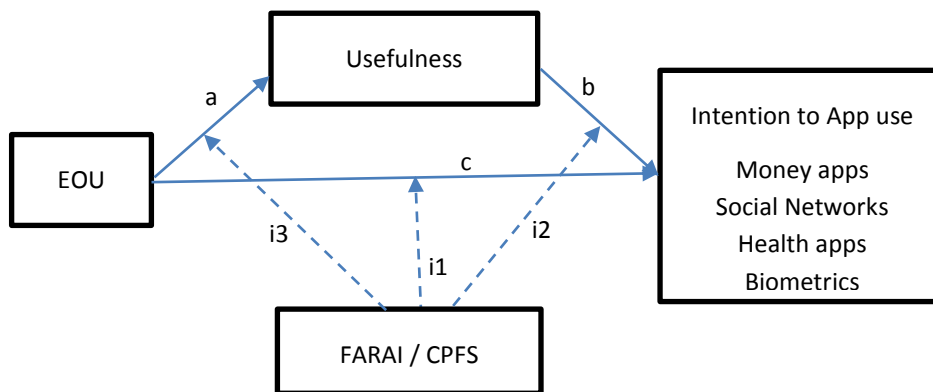 Usefulness
a
b
Intention to App use
EOU
c
Money apps
Social Networks
i3
i2
Health apps
i1
Biometrics
FARAI / CPFS